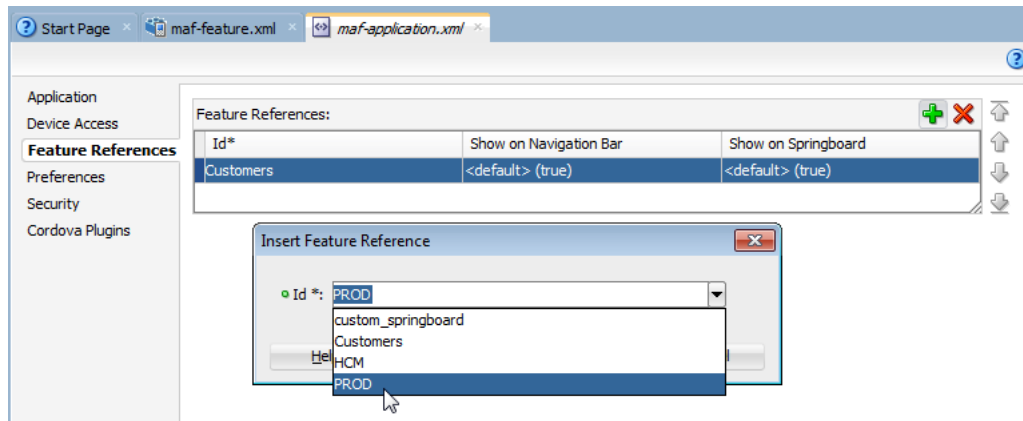 Start Page maf-feature.xml maf-application.xml
Application
Device Access
Feature References
Preferences
Security
Cordova Plugins
Feature References:
Id* Show on Navigation Bar Show on Springboard
Customers <default> (true) <default> (true)
Insert Feature Reference
Id *: PROD
custom_springboard
Customers
HCM
PROD